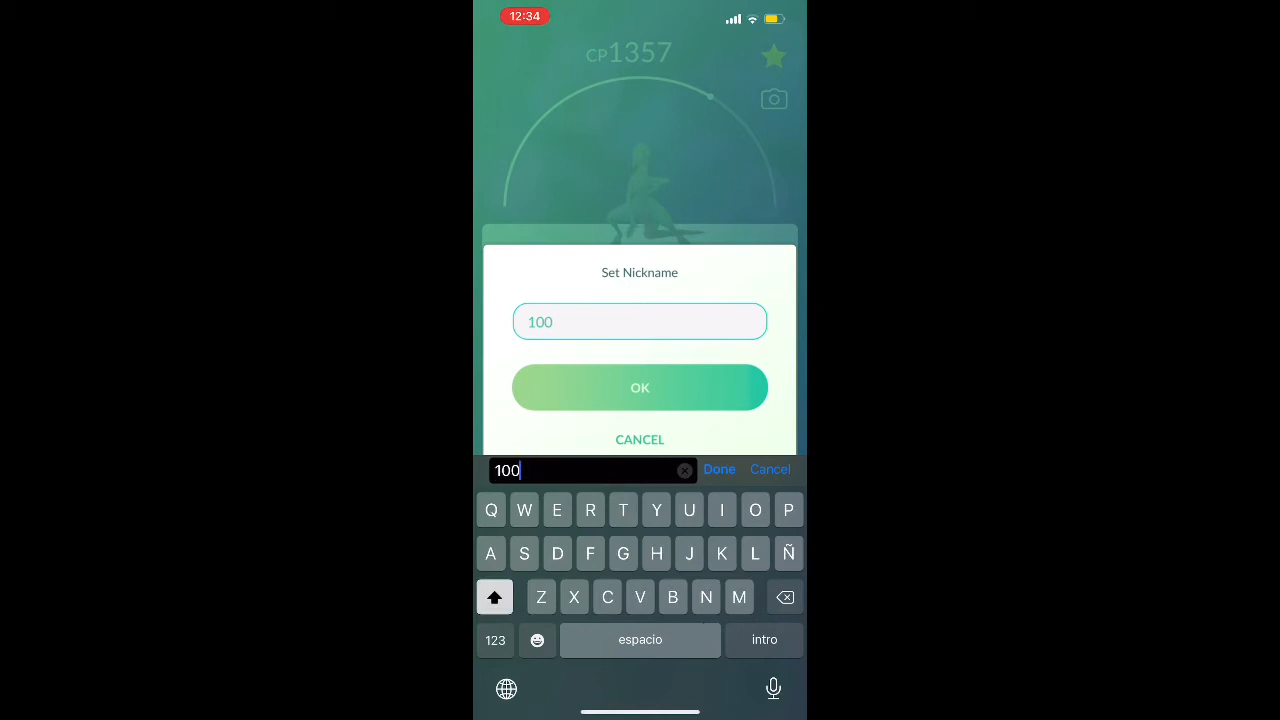 12:34
CP1357
Set Nickname
100
OK
CANCEL
100 Done Cancel
Q W E R T Y U I O P
A S D F G H J K L Ñ
Z X C V B N M
123 espacio intro